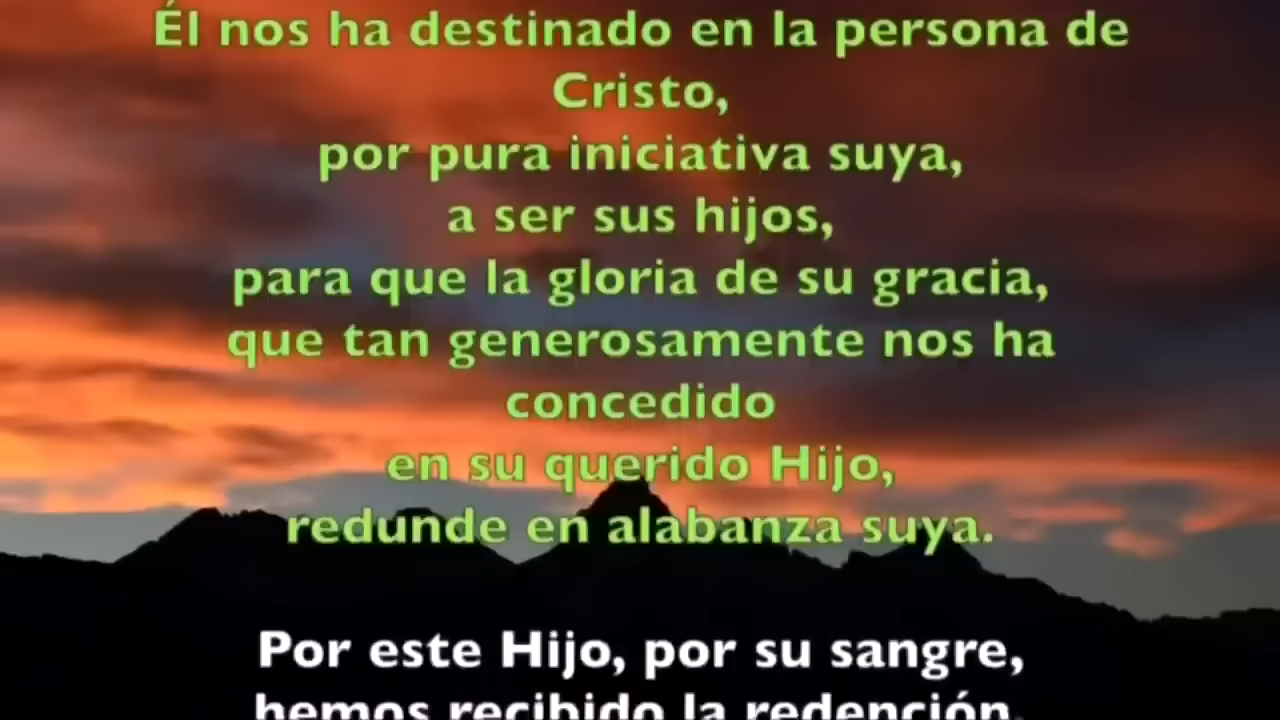 Él nos ha destinado en la persona de
Cristo,
por pura iniciativa suya,
a ser sus hijos,
para que la gloria de su gracia,
que tan generosamente nos ha
concedido
en su querido Hijo,
redunde en alabanza suya.
Por este Hijo, por su sangre,
hemos recibido la redención,